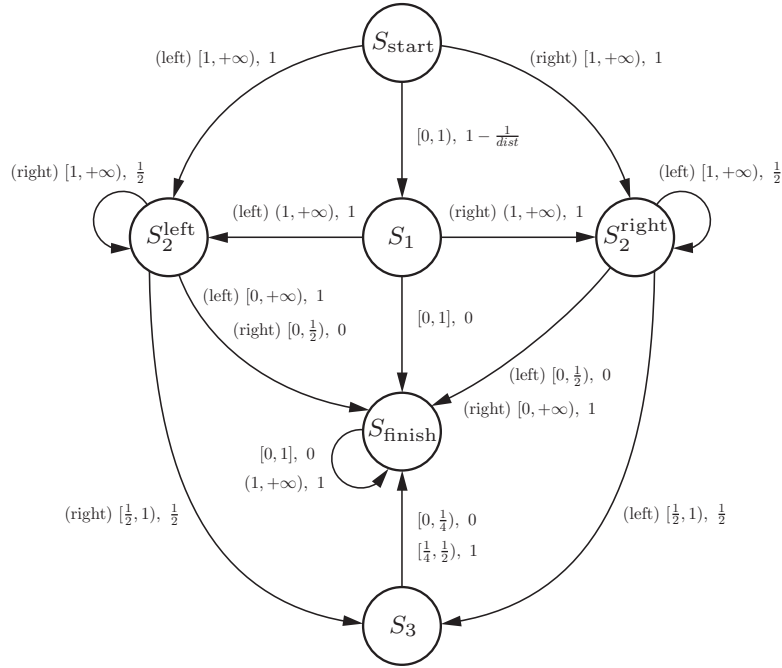 S_start
(left) [1, +∞), 1
(right) [1, +∞), 1
[0, 1), 1 − 1/dist
(right) [1, +∞), 1/2
(left) [1, +∞), 1/2
(left) (1, +∞), 1
(right) (1, +∞), 1
S_2^left
S_1
S_2^right
(left) [0, +∞), 1
(right) [0, 1/2), 0
[0, 1], 0
(left) [0, 1/2), 0
(right) [0, +∞), 1
S_finish
[0, 1], 0
(1, +∞), 1
(right) [1/2, 1), 1/2
[0, 1/4), 0
[1/4, 1/2), 1
(left) [1/2, 1), 1/2
S_3